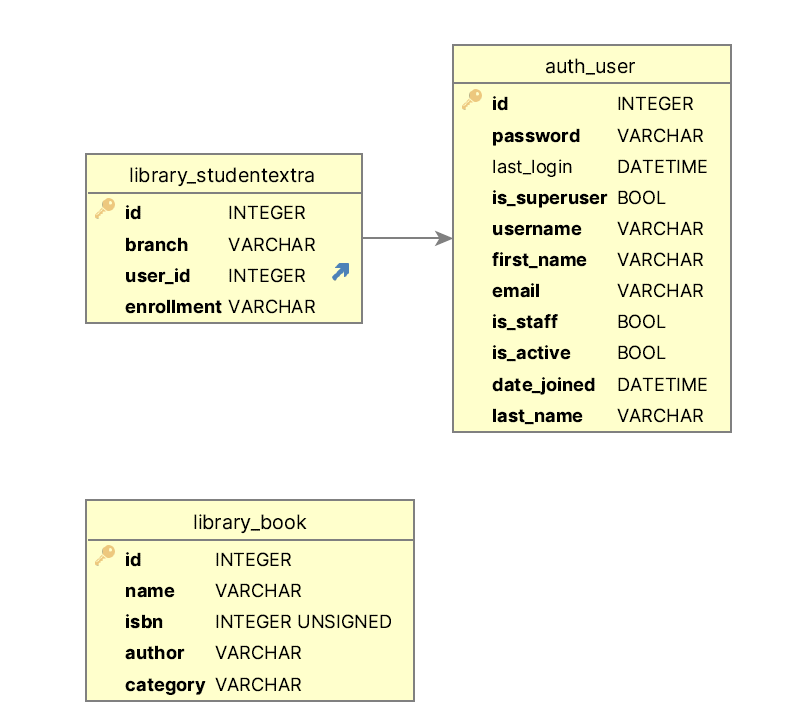 library_studentextra
id INTEGER
branch VARCHAR
user_id INTEGER
enrollment VARCHAR
auth_user
id INTEGER
password VARCHAR
last_login DATETIME
is_superuser BOOL
username VARCHAR
first_name VARCHAR
email VARCHAR
is_staff BOOL
is_active BOOL
date_joined DATETIME
last_name VARCHAR
library_book
id INTEGER
name VARCHAR
isbn INTEGER UNSIGNED
author VARCHAR
category VARCHAR